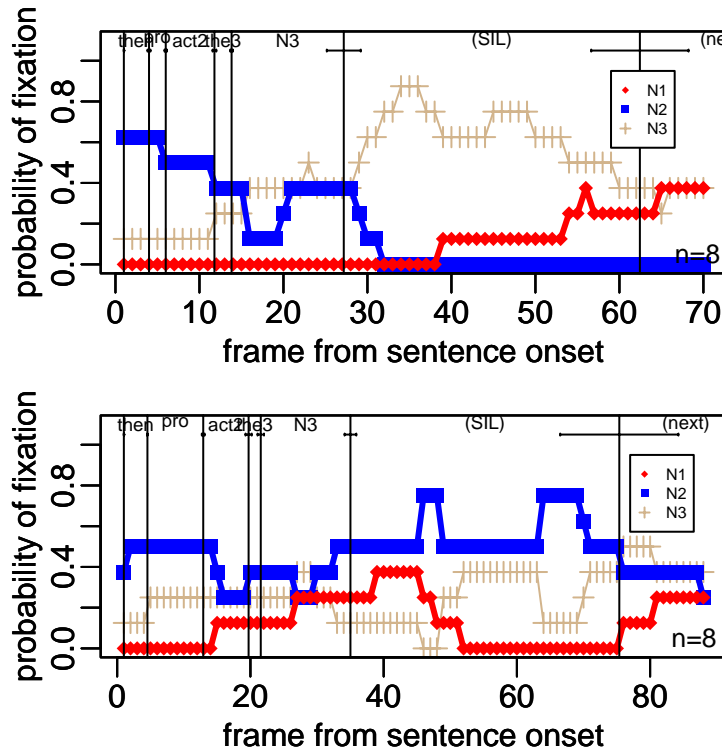 then pro act2 the3 N3 (SIL) (ne
probability of fixation
0.0 0.4 0.8
N1
N2
N3
n=8
0 10 20 30 40 50 60 70
frame from sentence onset
then pro act2 the3 N3 (SIL) (next)
probability of fixation
0.0 0.4 0.8
N1
N2
N3
n=8
0 20 40 60 80
frame from sentence onset